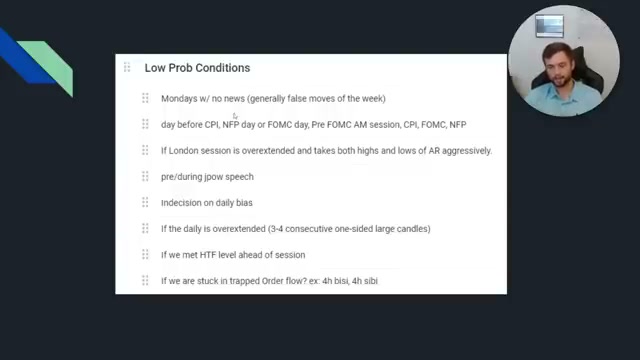 Low Prob Conditions
Mondays w/ no news (generally false moves of the week)
day before CPI, NFP day or FOMC day, Pre FOMC AM session, CPI, FOMC, NFP
If London session is overextended and takes both highs and lows of AR aggressively.
pre/during jpow speech
Indecision on daily bias
If the daily is overextended (3-4 consecutive one-sided large candles)
If we met HTF level ahead of session
If we are stuck in trapped Order flow? ex: 4h bisi, 4h sibi